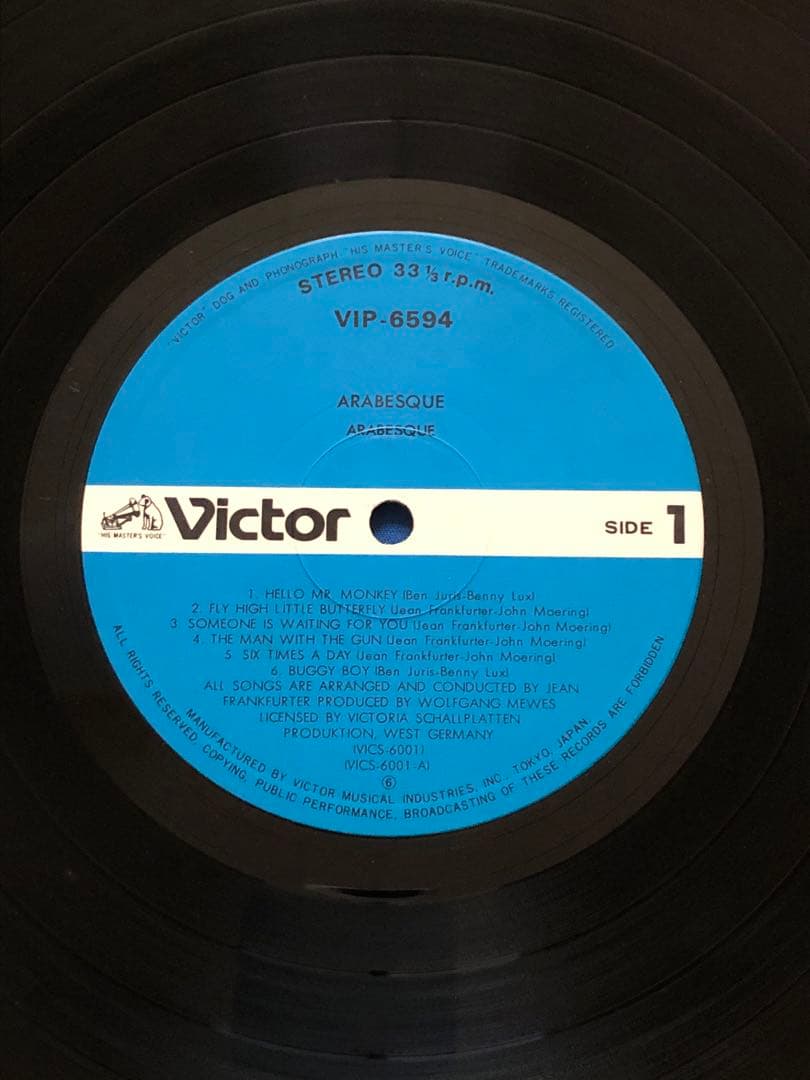 "VICTOR" DOG AND PHONOGRAPH-"HIS MASTER'S VOICE" TRADEMARKS REGISTERED
STEREO 33 ⅓ r.p.m.
VIP-6594
ARABESQUE
ARABESQUE
"HIS MASTER'S VOICE"
Victor
SIDE 1
1. HELLO MR. MONKEY (Ben Juris-Benny Lux)
2. FLY HIGH LITTLE BUTTERFLY (Jean Frankfurter-John Moering)
3. SOMEONE IS WAITING FOR YOU (Jean Frankfurter-John Moering)
4. THE MAN WITH THE GUN (Jean Frankfurter-John Moering)
5. SIX TIMES A DAY (Jean Frankfurter-John Moering)
6. BUGGY BOY (Ben Juris-Benny Lux)
ALL SONGS ARE ARRANGED AND CONDUCTED BY JEAN
FRANKFURTER PRODUCED BY WOLFGANG MEWES
LICENSED BY VICTORIA SCHALLPLATTEN
PRODUKTION, WEST GERMANY
(VICS-6001)
(VICS-6001-A)
⑥
MANUFACTURED BY VICTOR MUSICAL INDUSTRIES, INC., TOKYO, JAPAN.
ALL RIGHTS RESERVED, COPYING, PUBLIC PERFORMANCE, BROADCASTING OF THESE RECORDS ARE FORBIDDEN